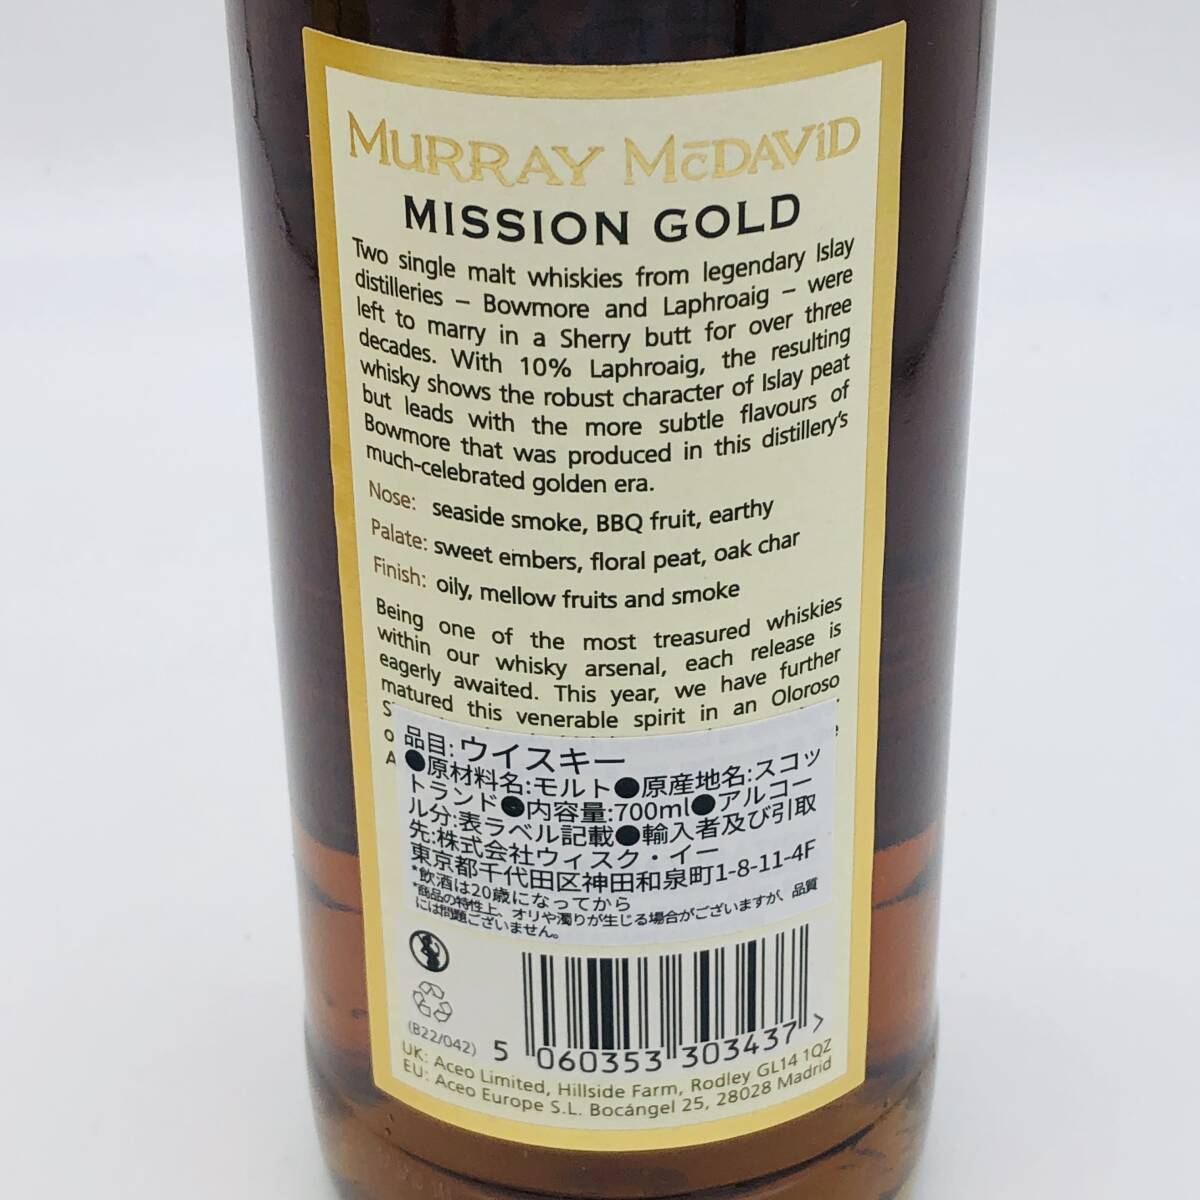 MURRAY McDAVID
MISSION GOLD
Two single malt whiskies from legendary Islay
distilleries – Bowmore and Laphroaig – were
left to marry in a Sherry butt for over three
decades. With 10% Laphroaig, the resulting
whisky shows the robust character of Islay peat
but leads with the more subtle flavours of
Bowmore that was produced in this distillery's
much-celebrated golden era.
Nose: seaside smoke, BBQ fruit, earthy
Palate: sweet embers, floral peat, oak char
Finish: oily, mellow fruits and smoke
Being one of the most treasured whiskies
within our whisky arsenal, each release is
eagerly awaited. This year, we have further
matured this venerable spirit in an Oloroso
品目:ウイスキー
●原材料名:モルト●原産地名:スコッ
トランド●内容量:700ml●アルコー
ル分:表ラベル記載●輸入者及び引取
先:株式会社ウィスク・イー
東京都千代田区神田和泉町1-8-11-4F
*飲酒は20歳になってから
*商品の特性上、オリや濁りが生じる場合がございますが、品質
には問題ございません。
(B22/042)
5 060353 303437 >
UK: Aceo Limited, Hillside Farm, Rodley GL14 1QZ
EU: Aceo Europe S.L. Bocángel 25, 28028 Madrid